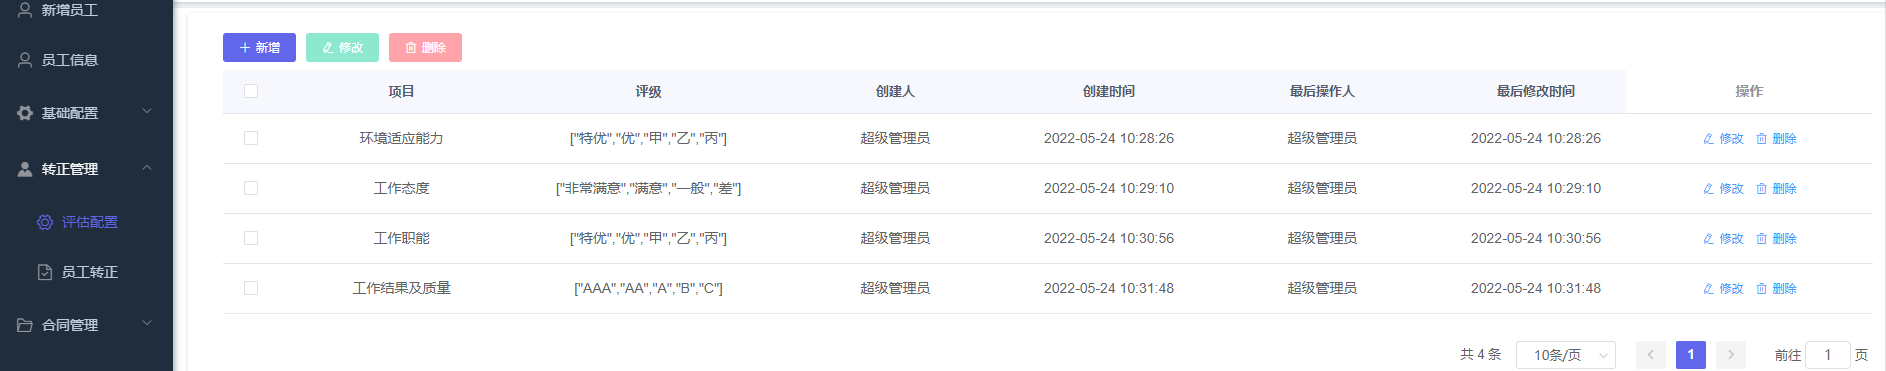 新增员工
员工信息
基础配置
转正管理
评估配置
员工转正
合同管理
新增 修改 删除
项目 评级 创建人 创建时间 最后操作人 最后修改时间 操作
环境适应能力 ["特优","优","甲","乙","丙"] 超级管理员 2022-05-24 10:28:26 超级管理员 2022-05-24 10:28:26 修改 删除
工作态度 ["非常满意","满意","一般","差"] 超级管理员 2022-05-24 10:29:10 超级管理员 2022-05-24 10:29:10 修改 删除
工作职能 ["特优","优","甲","乙","丙"] 超级管理员 2022-05-24 10:30:56 超级管理员 2022-05-24 10:30:56 修改 删除
工作结果及质量 ["AAA","AA","A","B","C"] 超级管理员 2022-05-24 10:31:48 超级管理员 2022-05-24 10:31:48 修改 删除
共 4 条 10条/页 1 前往 1 页